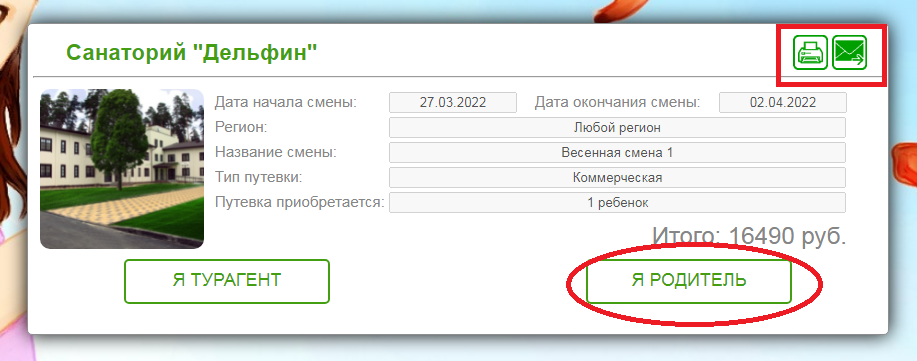 Санаторий "Дельфин"
Дата начала смены: 27.03.2022 Дата окончания смены: 02.04.2022
Регион: Любой регион
Название смены: Весенная смена 1
Тип путевки: Коммерческая
Путевка приобретается: 1 ребенок
Итого: 16490 руб.
Я ТУРАГЕНТ Я РОДИТЕЛЬ